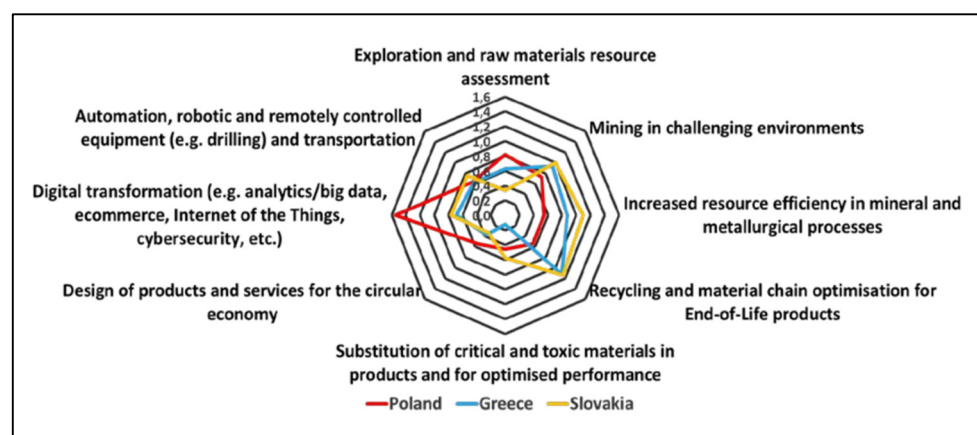 Exploration and raw materials resource
assessment
1,6
1,4
1,2
1,0
0,8
0,6
0,4
0,2
0,0
Automation, robotic and remotely controlled
equipment (e.g. drilling) and transportation
Mining in challenging environments
Digital transformation (e.g. analytics/big data,
ecommerce, Internet of the Things,
cybersecurity, etc.)
Increased resource efficiency in mineral and
metallurgical processes
Design of products and services for the circular
economy
Recycling and material chain optimisation for
End-of-Life products
Substitution of critical and toxic materials in
products and for optimised performance
Poland
Greece
Slovakia